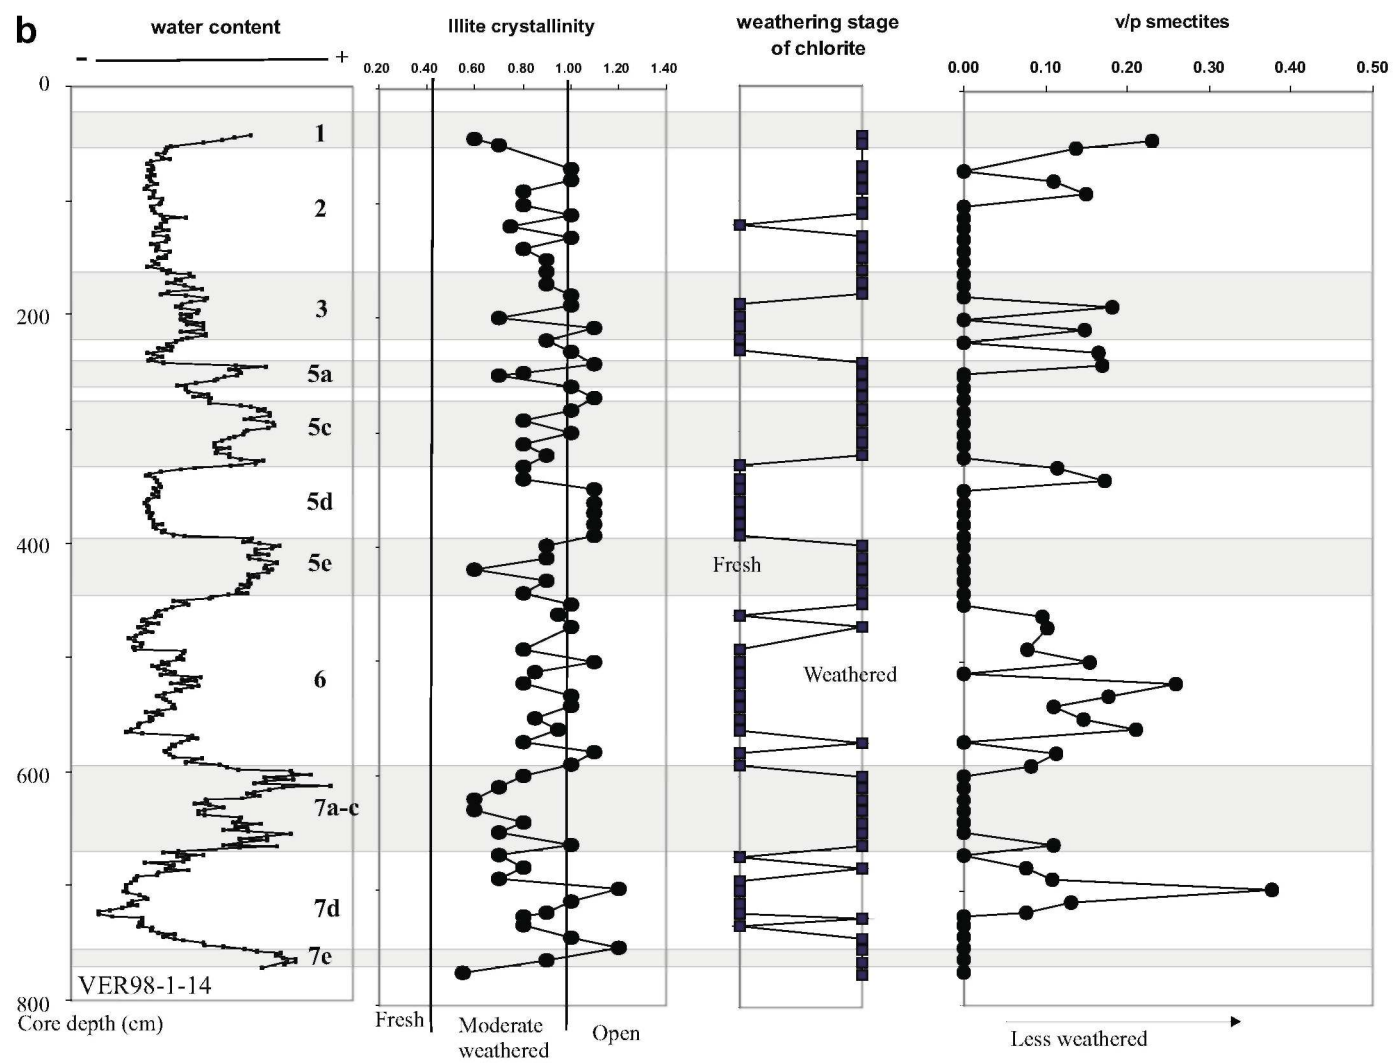 b
water content
- +
Illite crystallinity
weathering stage
of chlorite
v/p smectites
0.20 0.40 0.60 0.80 1.00 1.20 1.40
0.00 0.10 0.20 0.30 0.40 0.50
0
200
400
600
800
1
2
3
5a
5c
5d
5e
6
7a-c
7d
7e
Fresh
Weathered
VER98-1-14
Core depth (cm)
Fresh
Moderate
weathered
Open
Less weathered